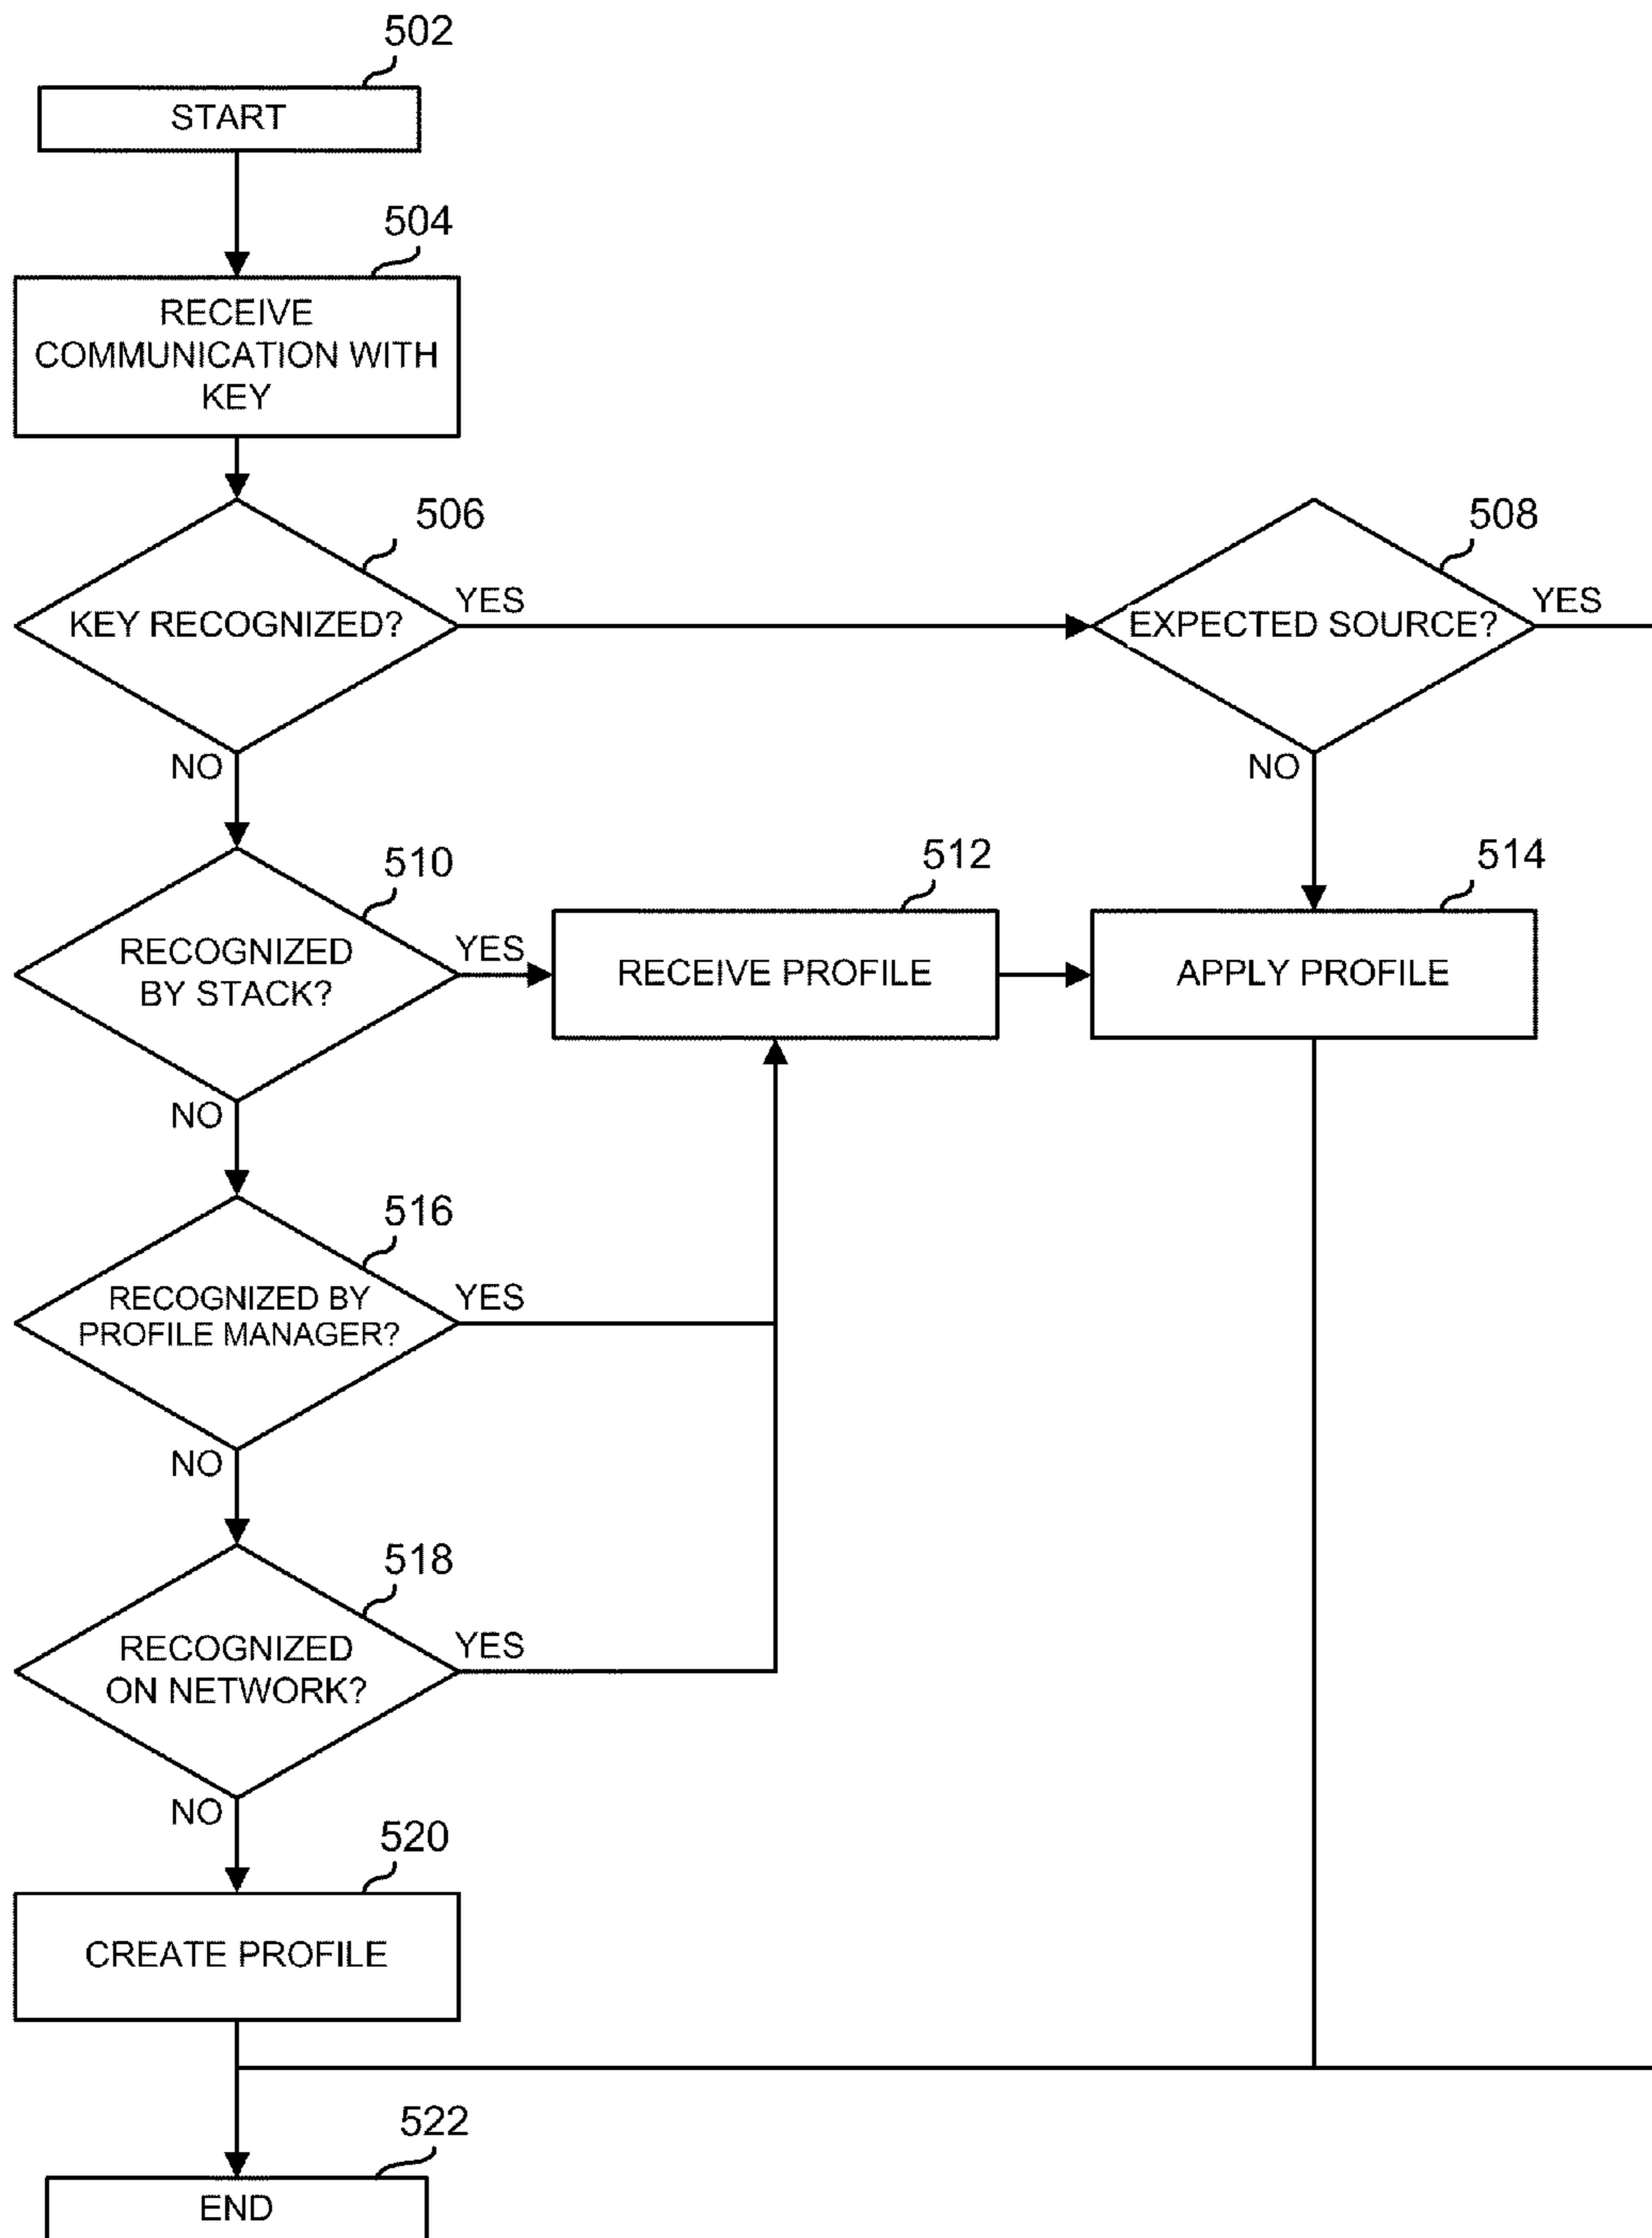 502
START
504
RECEIVE
COMMUNICATION WITH
KEY
506
KEY RECOGNIZED?
YES
NO
508
EXPECTED SOURCE?
YES
NO
510
RECOGNIZED
BY STACK?
YES
NO
512
RECEIVE PROFILE
514
APPLY PROFILE
516
RECOGNIZED BY
PROFILE MANAGER?
YES
NO
518
RECOGNIZED
ON NETWORK?
YES
NO
520
CREATE PROFILE
522
END